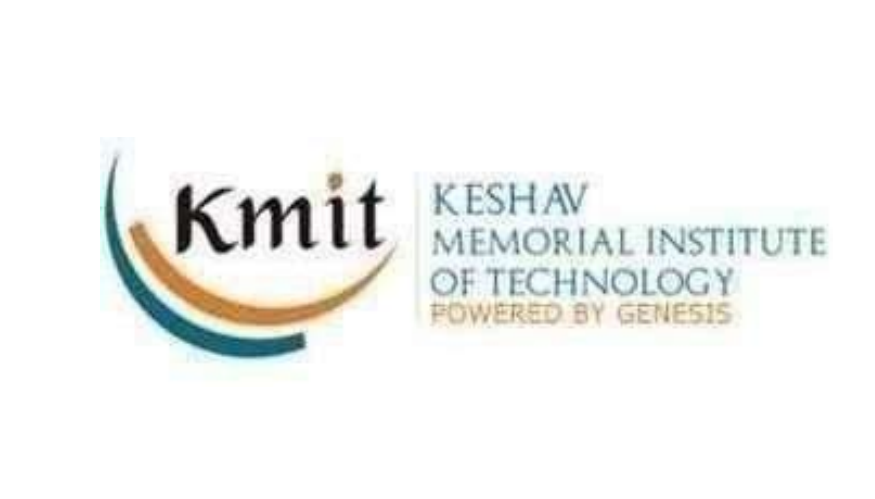 Kmit
KESHAV
MEMORIAL INSTITUTE
OF TECHNOLOGY
POWERED BY GENESIS